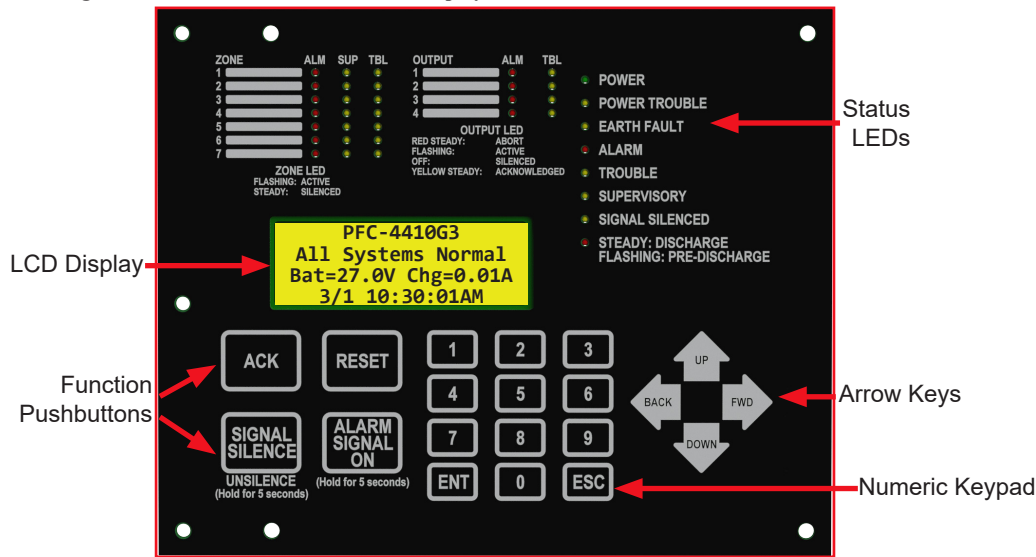 ZONE ALM SUP TBL
1
2
3
4
5
6
7
ZONE LED
FLASHING: ACTIVE
STEADY: SILENCED
OUTPUT ALM TBL
1
2
3
4
OUTPUT LED
RED STEADY: ABORT
FLASHING: ACTIVE
OFF: SILENCED
YELLOW STEADY: ACKNOWLEDGED
POWER
POWER TROUBLE
EARTH FAULT
ALARM
TROUBLE
SUPERVISORY
SIGNAL SILENCED
STEADY: DISCHARGE
FLASHING: PRE-DISCHARGE
Status
LEDs
LCD Display
PFC-4410G3
All Systems Normal
Bat=27.0V Chg=0.01A
3/1 10:30:01AM
Function
Pushbuttons
ACK
RESET
SIGNAL
SILENCE
UNSILENCE
(Hold for 5 seconds)
ALARM
SIGNAL
ON
(Hold for 5 seconds)
1 2 3
4 5 6
7 8 9
ENT 0 ESC
UP
BACK FWD
DOWN
Arrow Keys
Numeric Keypad